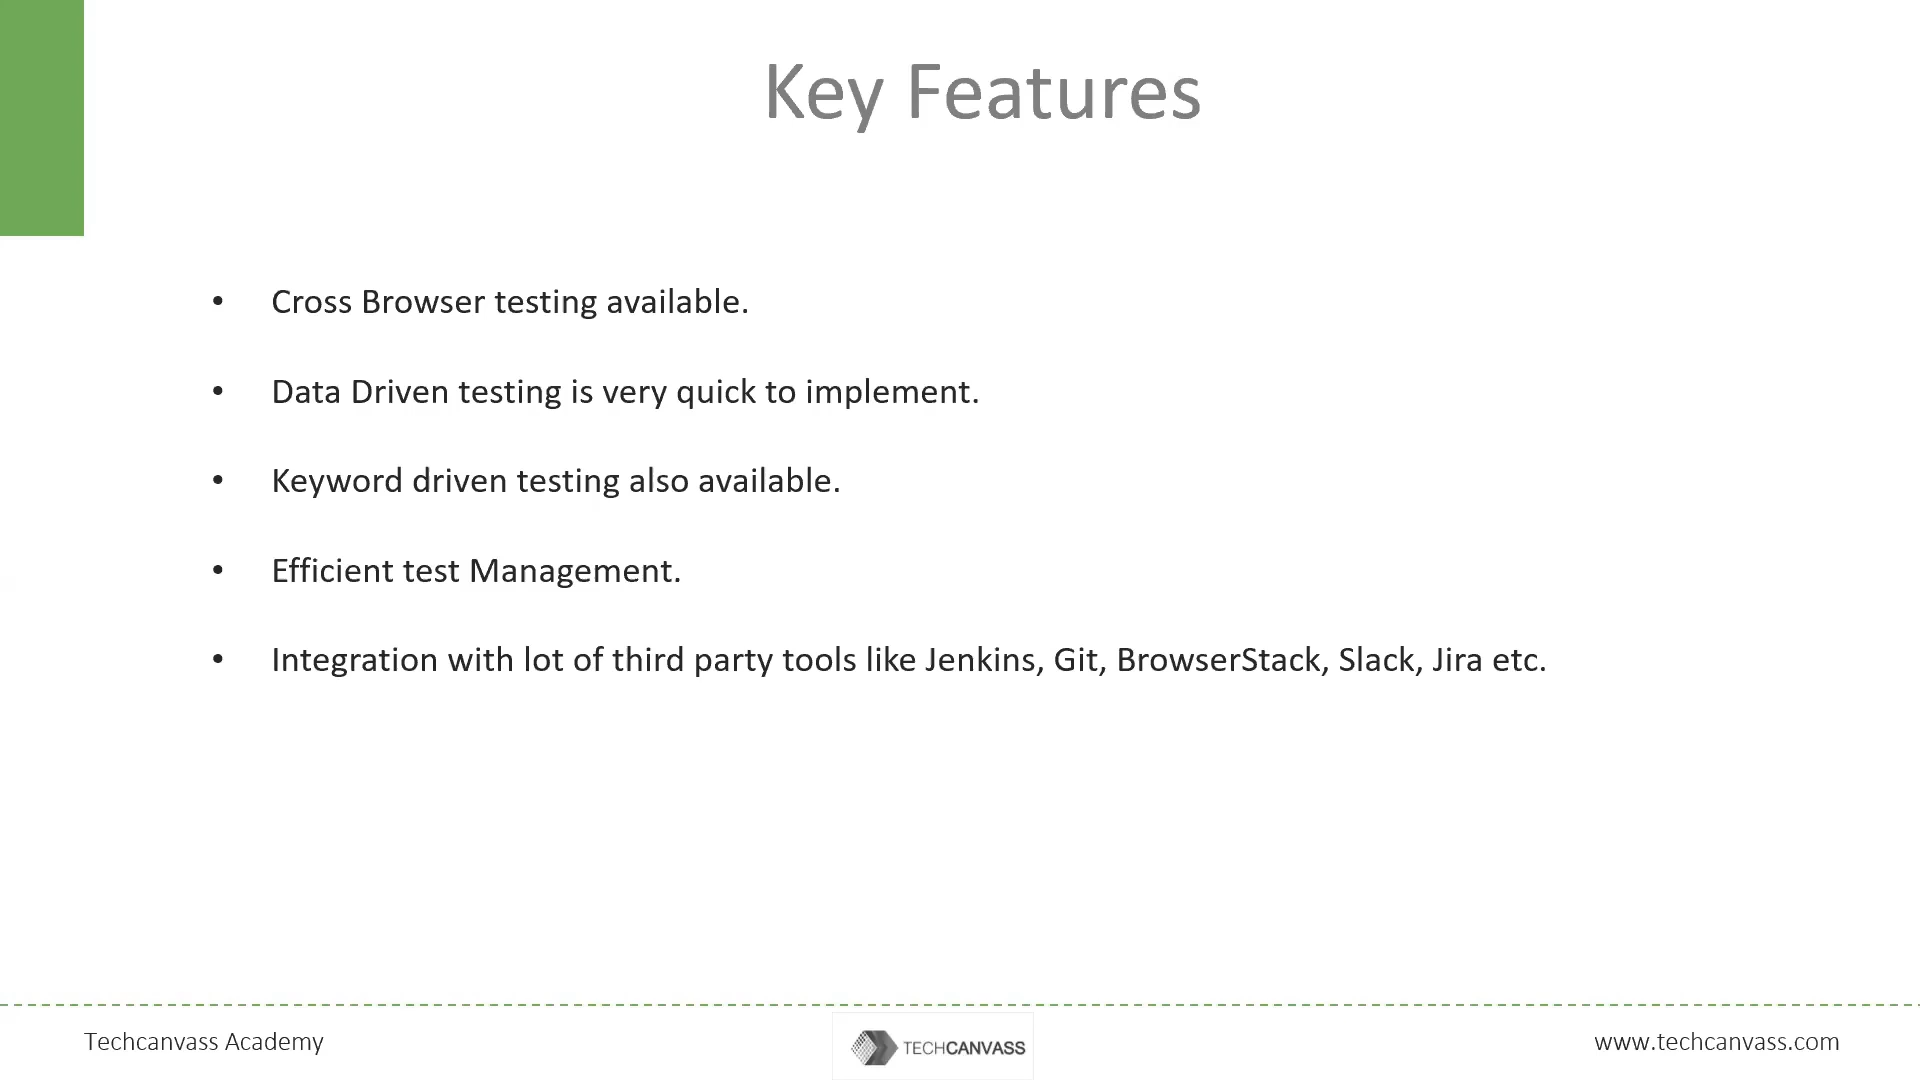 Key Features
• Cross Browser testing available.
• Data Driven testing is very quick to implement.
• Keyword driven testing also available.
• Efficient test Management.
• Integration with lot of third party tools like Jenkins, Git, BrowserStack, Slack, Jira etc.
Techcanvass Academy
TECHCANVASS
www.techcanvass.com